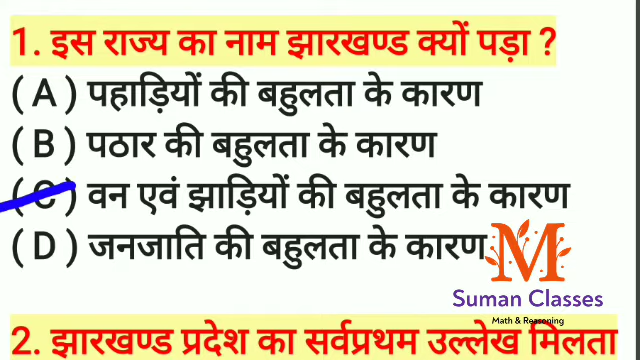 1. इस राज्य का नाम झारखण्ड क्यों पड़ा ?
( A ) पहाड़ियों की बहुलता के कारण
( B ) पठार की बहुलता के कारण
( C ) वन एवं झाड़ियों की बहुलता के कारण
( D ) जनजाति की बहुलता के कारण
M
Suman Classes
Math & Reasoning
2. झारखण्ड प्रदेश का सर्वप्रथम उल्लेख मिलता